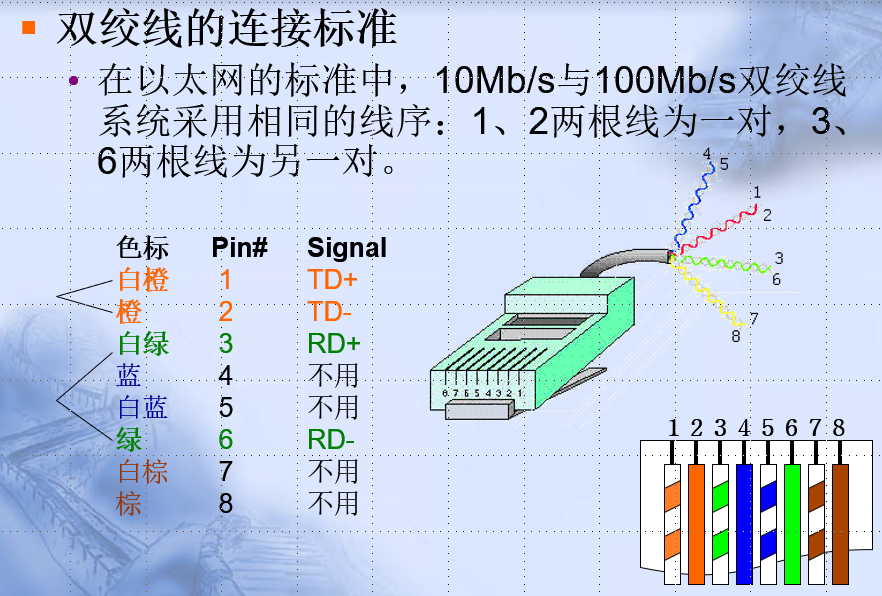 双绞线的连接标准
在以太网的标准中，10Mb/s与100Mb/s双绞线
系统采用相同的线序：1、2两根线为一对，3、
6两根线为另一对。
4 5
1
2
3
6
7
8
色标 Pin# Signal
白橙 1 TD+
橙 2 TD-
白绿 3 RD+
蓝 4 不用
白蓝 5 不用
绿 6 RD-
白棕 7 不用
棕 8 不用
8 7 6 5 4 3 2 1
1 2 3 4 5 6 7 8